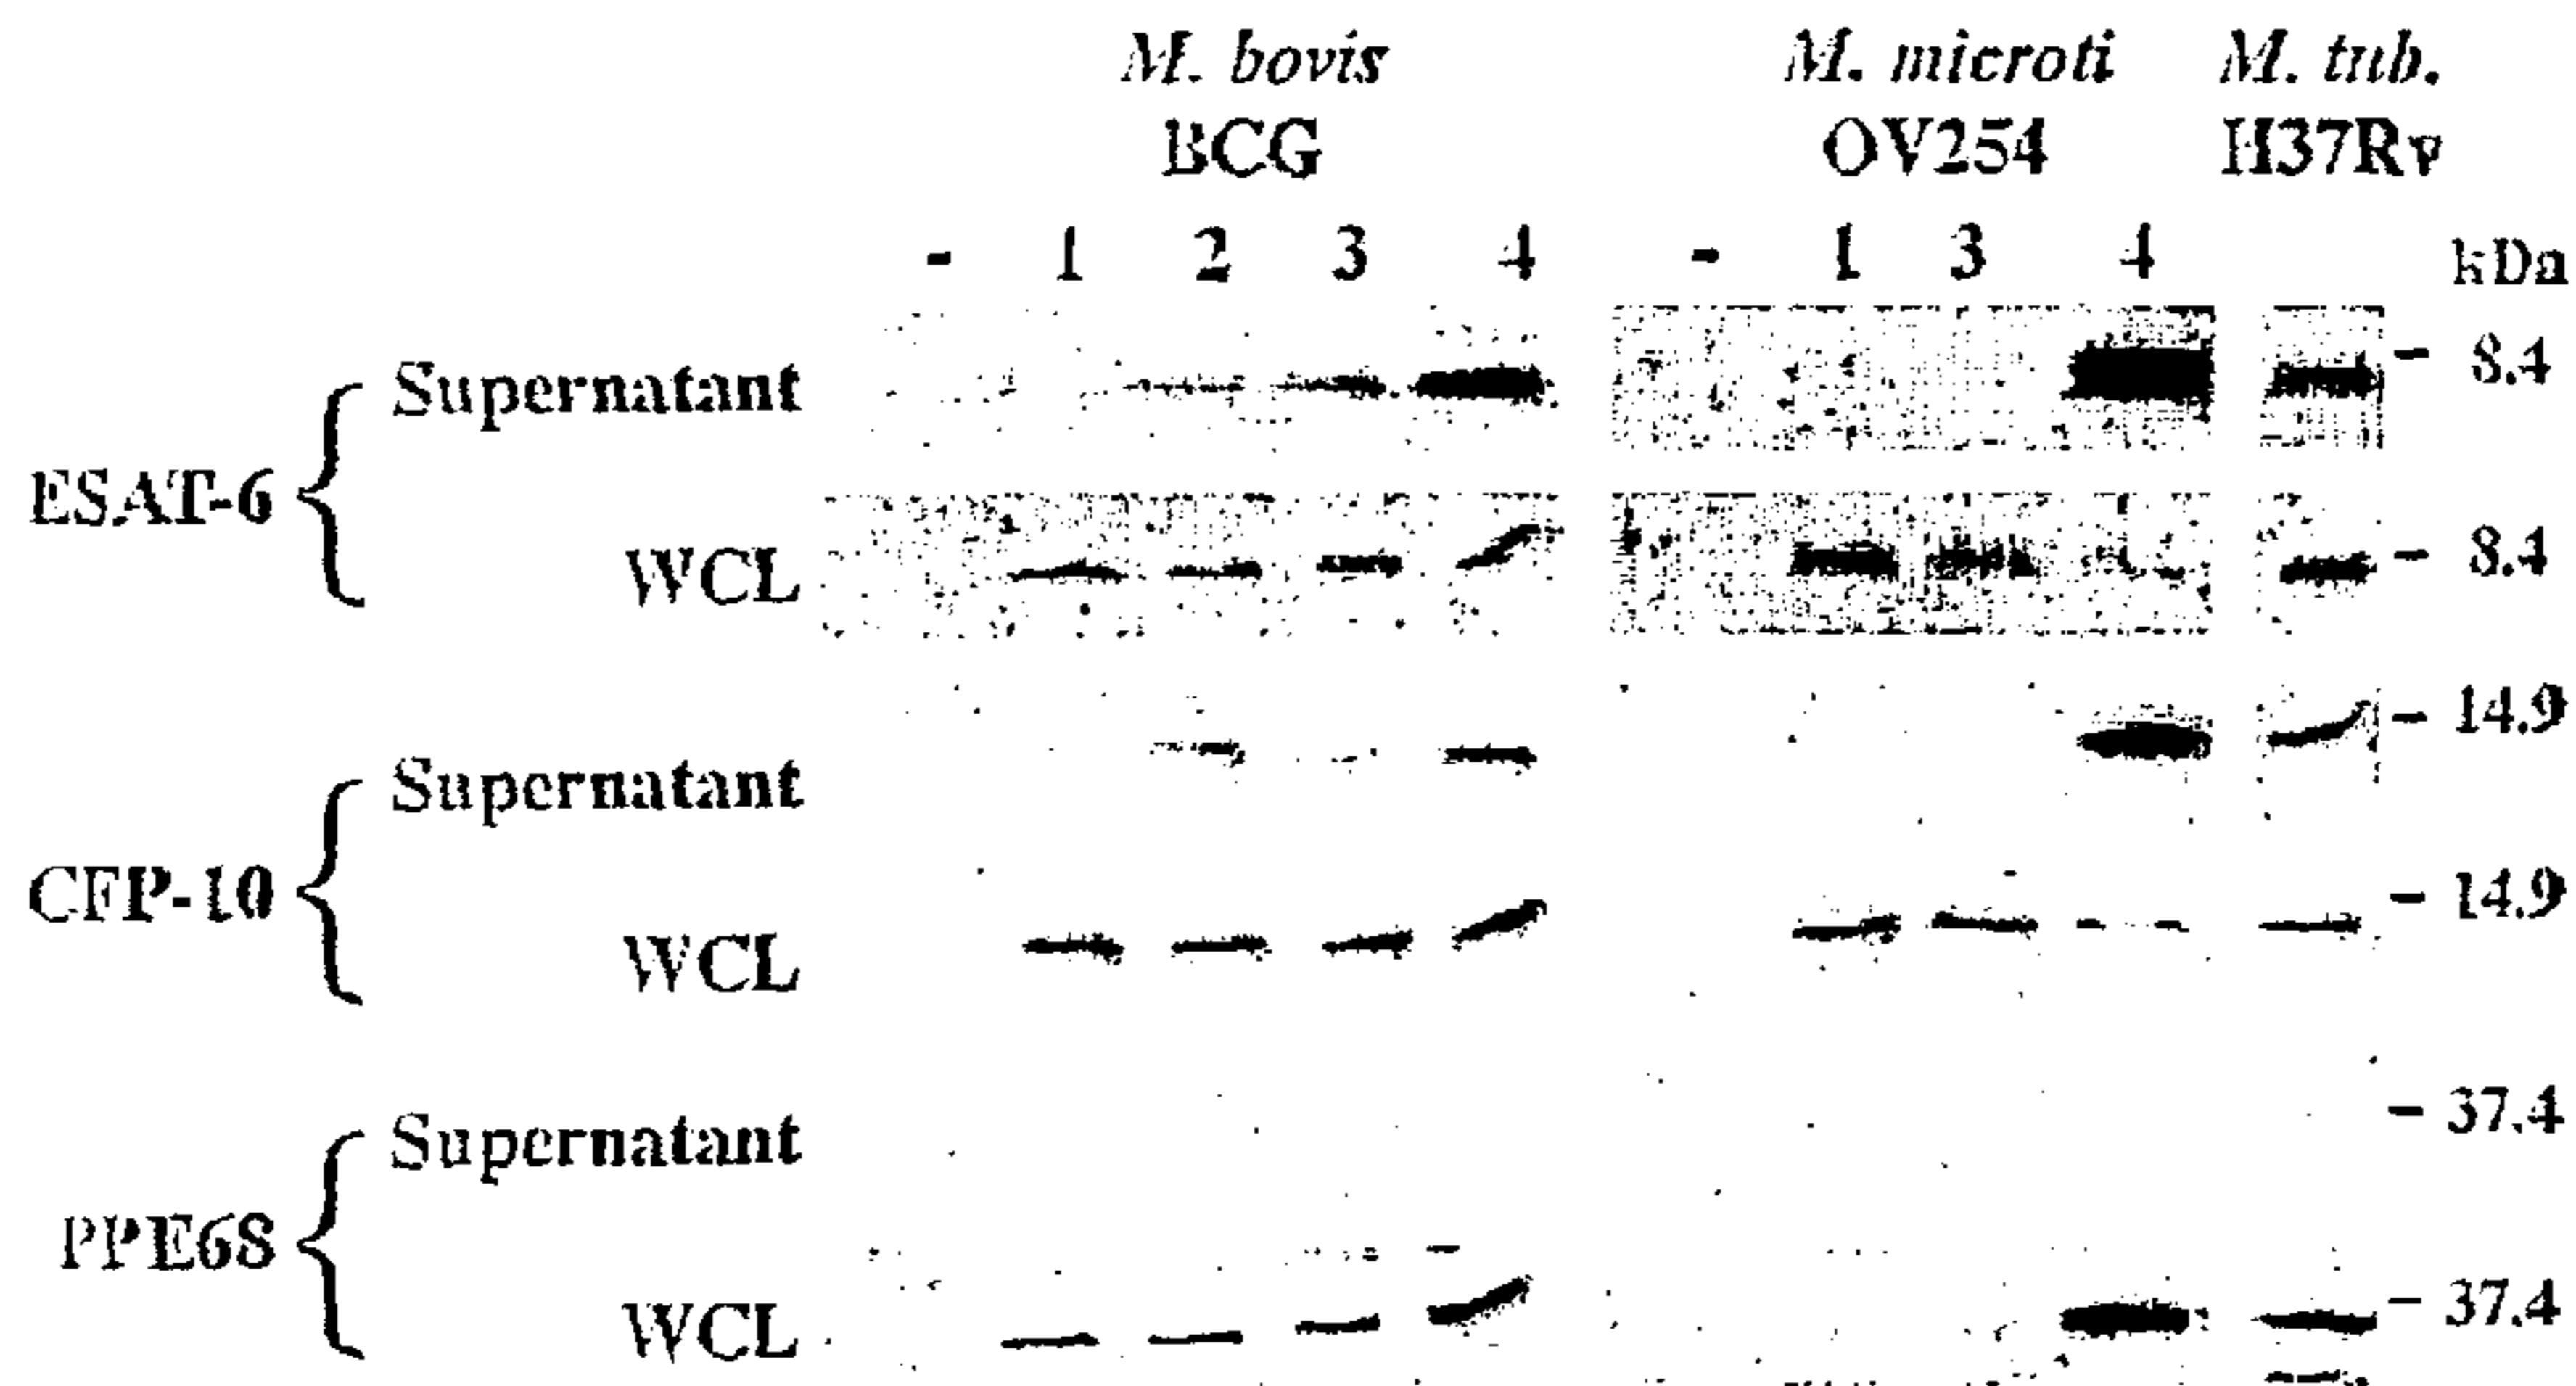 M. bovis M. microti M. tub.
BCG OV254 H37Rv
- 1 2 3 4 - 1 3 4 kDa
Supernatant - 8.4
ESAT-6
WCL - 8.4
Supernatant - 14.9
CFP-10
WCL - 14.9
Supernatant - 37.4
PPE68
WCL - 37.4